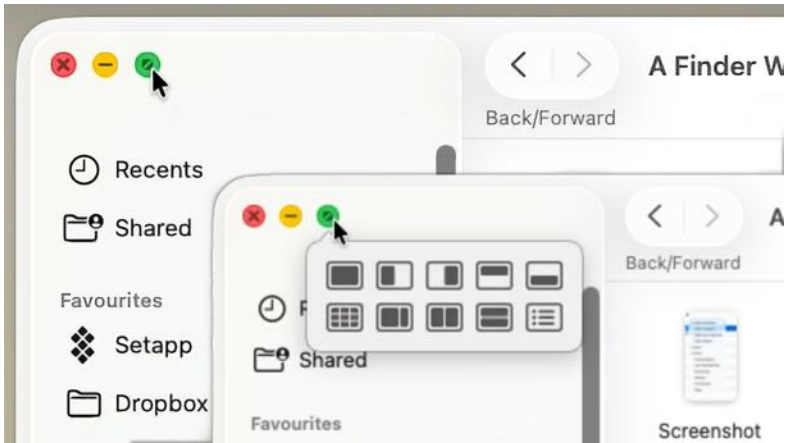 A Finder W
Back/Forward
Recents
Shared
Favourites
Setapp
Dropbox
A
Back/Forward
Shared
Favourites
Screenshot